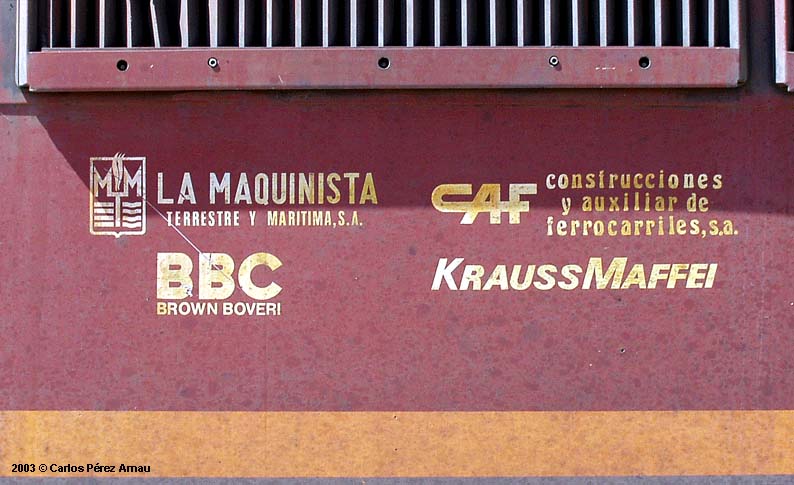 MTM
LA MAQUINISTA
TERRESTRE Y MARITIMA, S.A.
CAF
construcciones
y auxiliar de
ferrocarriles, s.a.
BBC
BROWN BOVERI
KRAUSSMAFFEI
2003 © Carlos Pérez Arnau